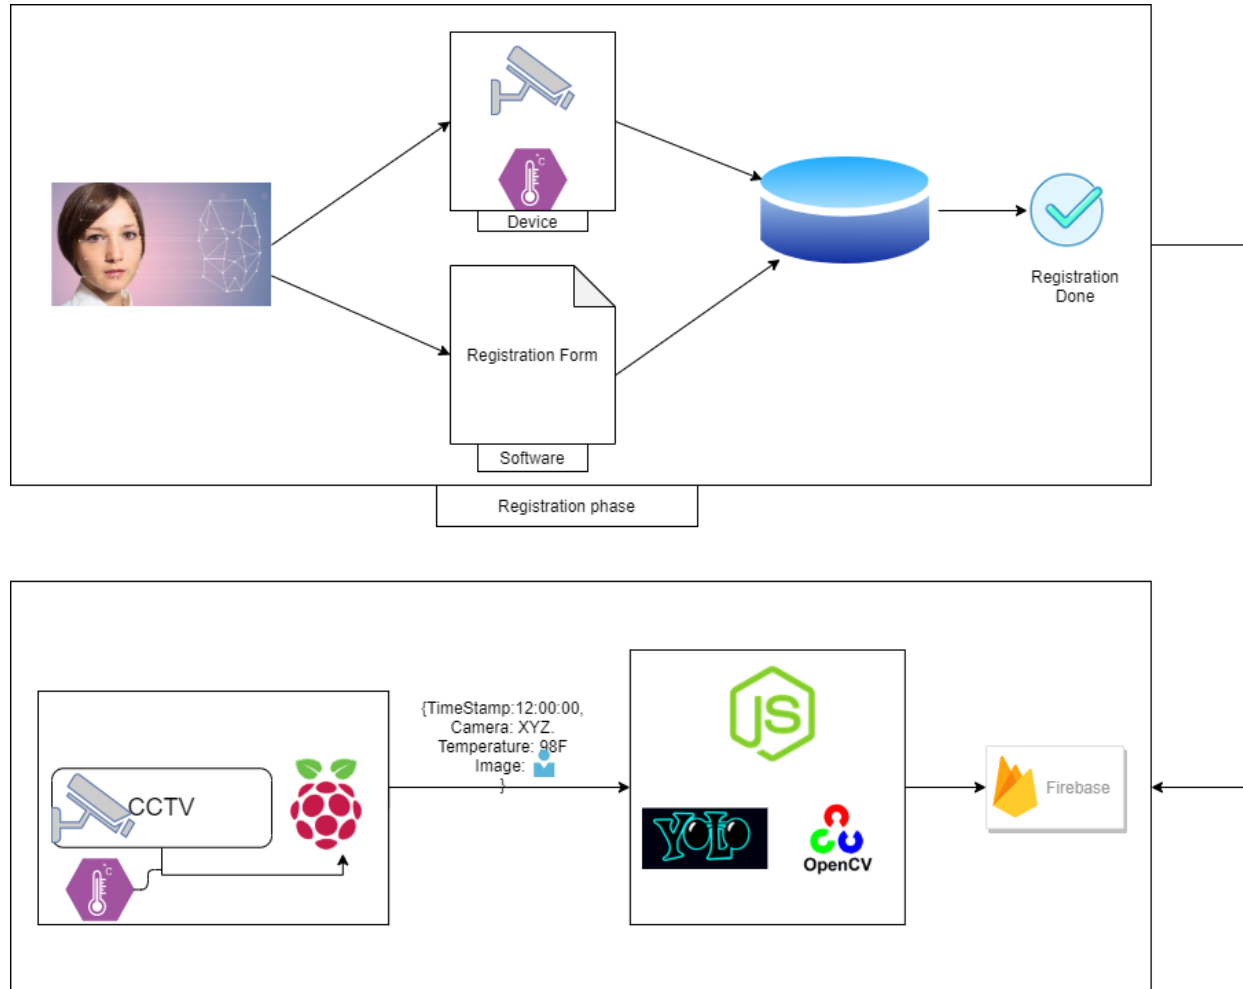 Device
Registration Form
Software
Registration
Done
Registration phase
{TimeStamp:12:00:00,
Camera: XYZ.
Temperature: 98F
Image:
}
CCTV
°C
°C
JS
YOLO
OpenCV
Firebase